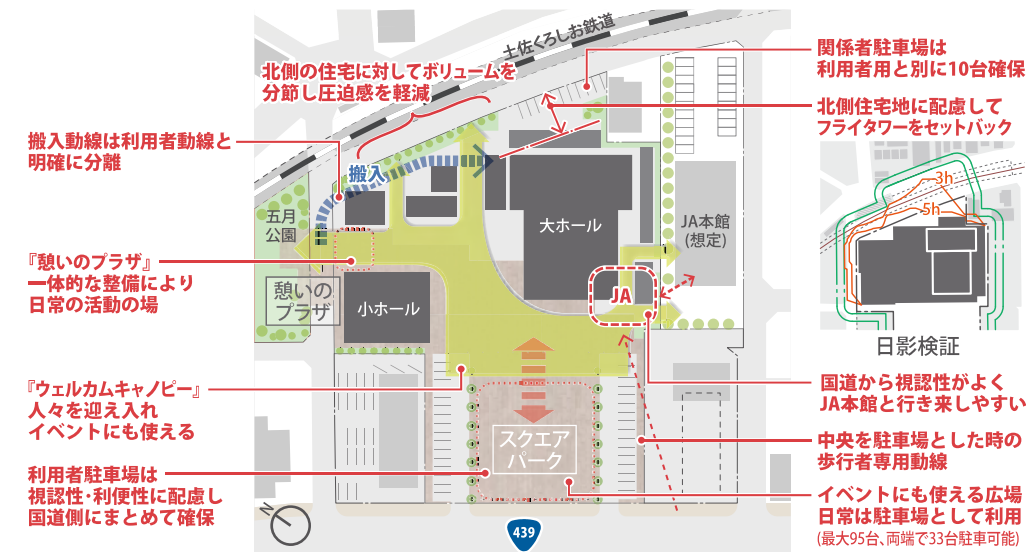 土佐くろしお鉄道
北側の住宅に対してボリュームを
分節し圧迫感を軽減
搬入動線は利用者動線と
明確に分離
搬入
五月
公園
『憩いのプラザ』
一体的な整備により
日常の活動の場
憩いの
プラザ
小ホール
大ホール
JA本館
(想定)
JA
『ウェルカムキャノピー』
人々を迎え入れ
イベントにも使える
利用者駐車場は
視認性・利便性に配慮し
国道側にまとめて確保
スクエア
パーク
N
439
関係者駐車場は
利用者用と別に10台確保
北側住宅地に配慮して
フライタワーをセットバック
3h
5h
日影検証
国道から視認性がよく
JA本館と行き来しやすい
中央を駐車場とした時の
歩行者専用動線
イベントにも使える広場
日常は駐車場として利用
(最大95台、両端で33台駐車可能)